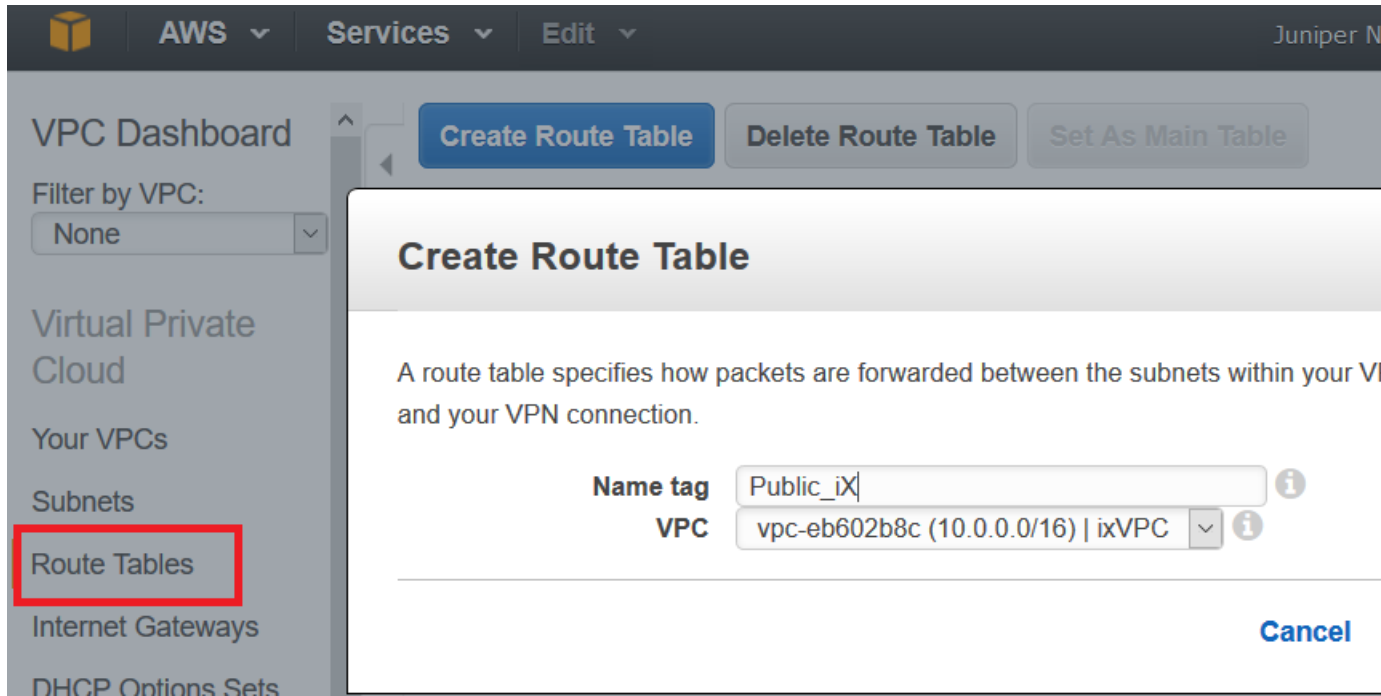 AWS Services Edit Juniper N
VPC Dashboard
Filter by VPC:
None
Virtual Private
Cloud
Your VPCs
Subnets
Route Tables
Internet Gateways
DHCP Options Sets
Create Route Table Delete Route Table Set As Main Table
Create Route Table
A route table specifies how packets are forwarded between the subnets within your VP
and your VPN connection.
Name tag Public_iX
VPC vpc-eb602b8c (10.0.0.0/16) | ixVPC
Cancel